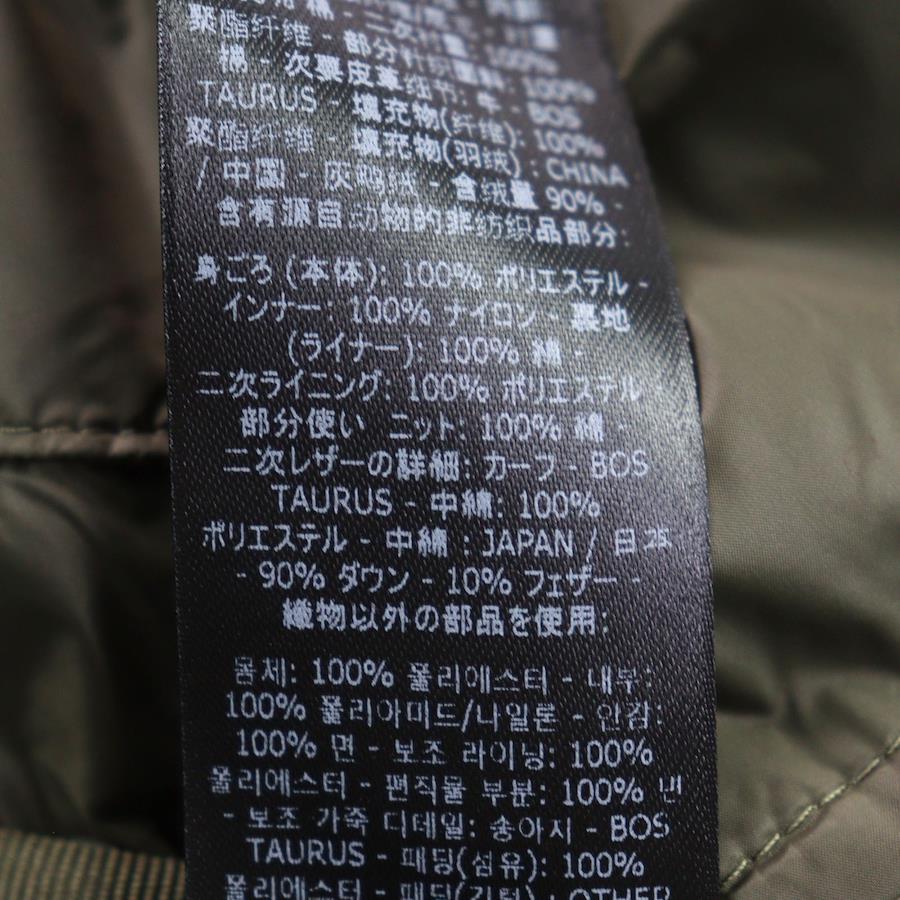 聚酯纤维 - 部分针织面料: 100%
棉 - 次要皮革细节: 牛 - BOS
TAURUS - 填充物(纤维): 100%
聚酯纤维 - 填充物(羽绒) : CHINA
/ 中国 - 灰鸭绒 - 含绒量 90% -
含有源自动物的非纺织品部分:
身ごろ (本体): 100% ポリエステル -
インナー: 100% ナイロン - 裏地
(ライナー): 100% 綿 -
二次ライニング: 100% ポリエステル -
部分使い ニット: 100% 綿 -
二次レザーの詳細: カーフ - BOS
TAURUS - 中綿: 100%
ポリエステル - 中綿 : JAPAN / 日本
- 90% ダウン - 10% フェザー -
織物以外の部品を使用:
몸체: 100% 폴리에스터 - 내부:
100% 폴리아미드/나일론 - 안감:
100% 면 - 보조 라이닝: 100%
폴리에스터 - 편직물 부분: 100% 면
- 보조 가죽 디테일: 송아지 - BOS
TAURUS - 패딩(섬유): 100%
폴리에스터 - 패딩(깃털) : OTHER